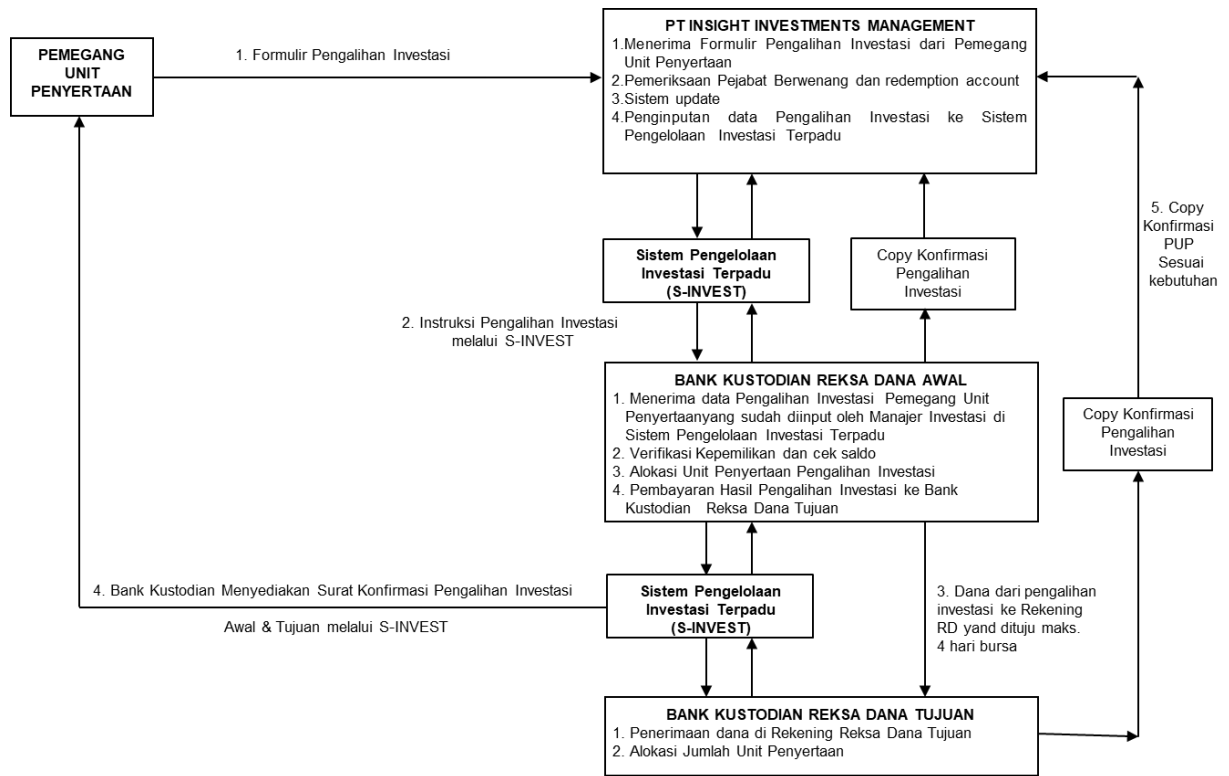 PEMEGANG
UNIT
PENYERTAAN
1. Formulir Pengalihan Investasi
PT INSIGHT INVESTMENTS MANAGEMENT
1.Menerima Formulir Pengalihan Investasi dari Pemegang
Unit Penyertaan
2.Pemeriksaan Pejabat Berwenang dan redemption account
3.Sistem update
4.Penginputan data Pengalihan Investasi ke Sistem
Pengelolaan Investasi Terpadu
5. Copy
Konfirmasi
PUP
Sesuai
kebutuhan
Sistem Pengelolaan
Investasi Terpadu
(S-INVEST)
Copy Konfirmasi
Pengalihan
Investasi
2. Instruksi Pengalihan Investasi
melalui S-INVEST
BANK KUSTODIAN REKSA DANA AWAL
1. Menerima data Pengalihan Investasi Pemegang Unit
Penyertaanyang sudah diinput oleh Manajer Investasi di
Sistem Pengelolaan Investasi Terpadu
2. Verifikasi Kepemilikan dan cek saldo
3. Alokasi Unit Penyertaan Pengalihan Investasi
4. Pembayaran Hasil Pengalihan Investasi ke Bank
Kustodian Reksa Dana Tujuan
Copy Konfirmasi
Pengalihan
Investasi
4. Bank Kustodian Menyediakan Surat Konfirmasi Pengalihan Investasi
Awal & Tujuan melalui S-INVEST
Sistem Pengelolaan
Investasi Terpadu
(S-INVEST)
3. Dana dari pengalihan
investasi ke Rekening
RD yand dituju maks.
4 hari bursa
BANK KUSTODIAN REKSA DANA TUJUAN
1. Penerimaan dana di Rekening Reksa Dana Tujuan
2. Alokasi Jumlah Unit Penyertaan